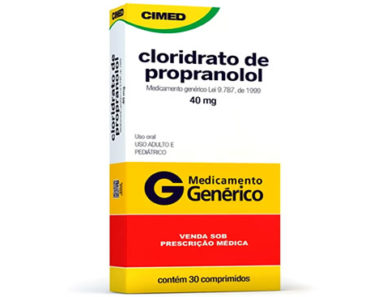 CIMED
cloridrato de
propranolol
Medicamento genérico Lei 9.787, de 1999
40 mg
Uso oral
USO ADULTO E
PEDIÁTRICO
G Medicamento
Genérico
VENDA SOB
PRESCRIÇÃO MÉDICA
contém 30 comprimidos